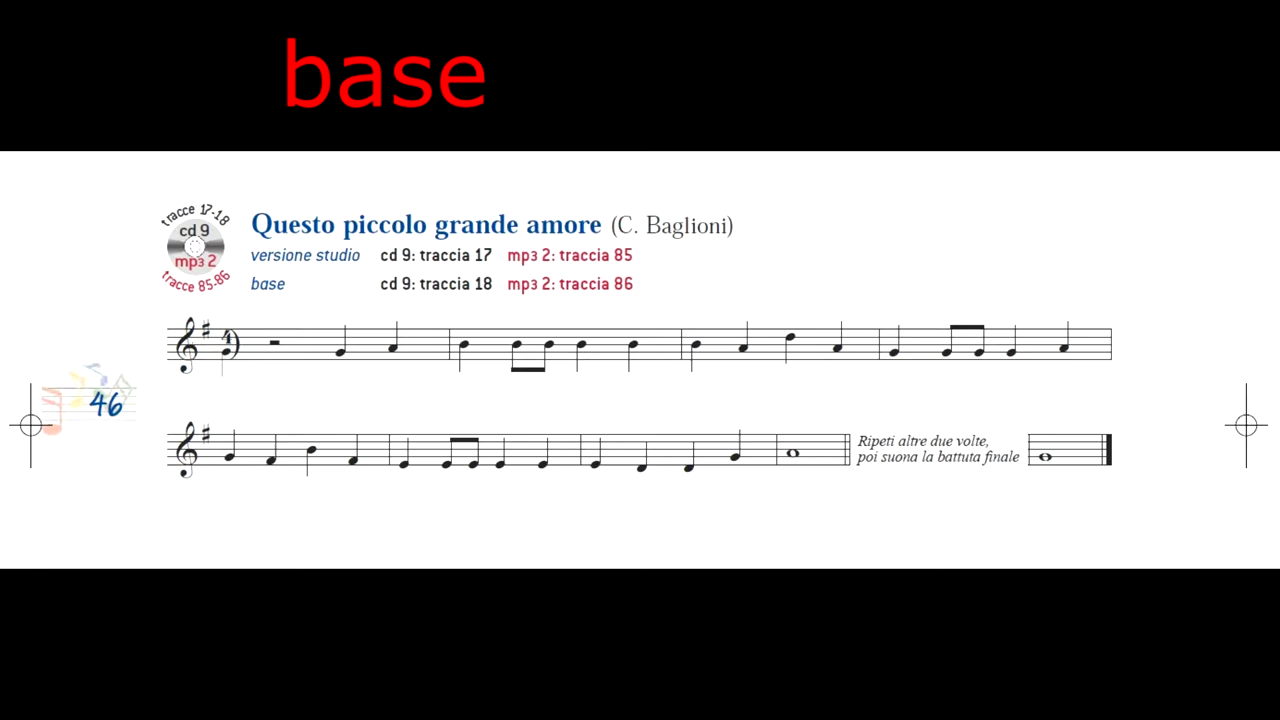 base
tracce 17-18
cd 9
mp3 2
tracce 85-86
Questo piccolo grande amore (C. Baglioni)
versione studio cd 9: traccia 17 mp3 2: traccia 85
base cd 9: traccia 18 mp3 2: traccia 86
46
Ripeti altre due volte,
poi suona la battuta finale